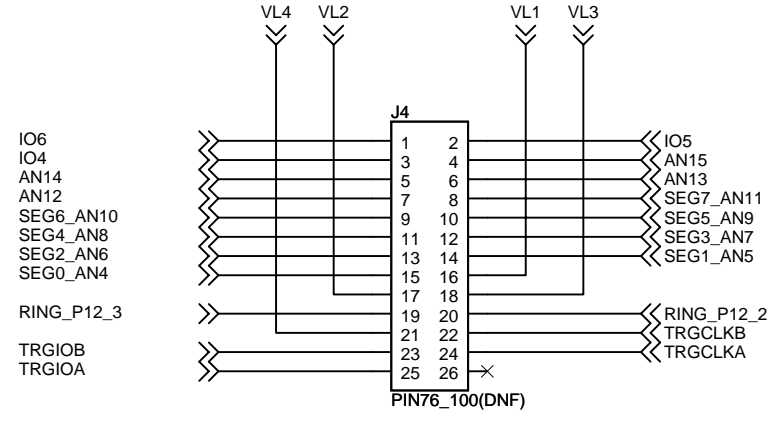 VL4 VL2 VL1 VL3
J4
IO6 1 2 IO5
IO4 3 4 AN15
AN14 5 6 AN13
AN12 7 8 SEG7_AN11
SEG6_AN10 9 10 SEG5_AN9
SEG4_AN8 11 12 SEG3_AN7
SEG2_AN6 13 14 SEG1_AN5
SEG0_AN4 15 16
17 18
RING_P12_3 19 20 RING_P12_2
21 22 TRGCLKB
TRGIOB 23 24 TRGCLKA
TRGIOA 25 26
PIN76_100(DNF)